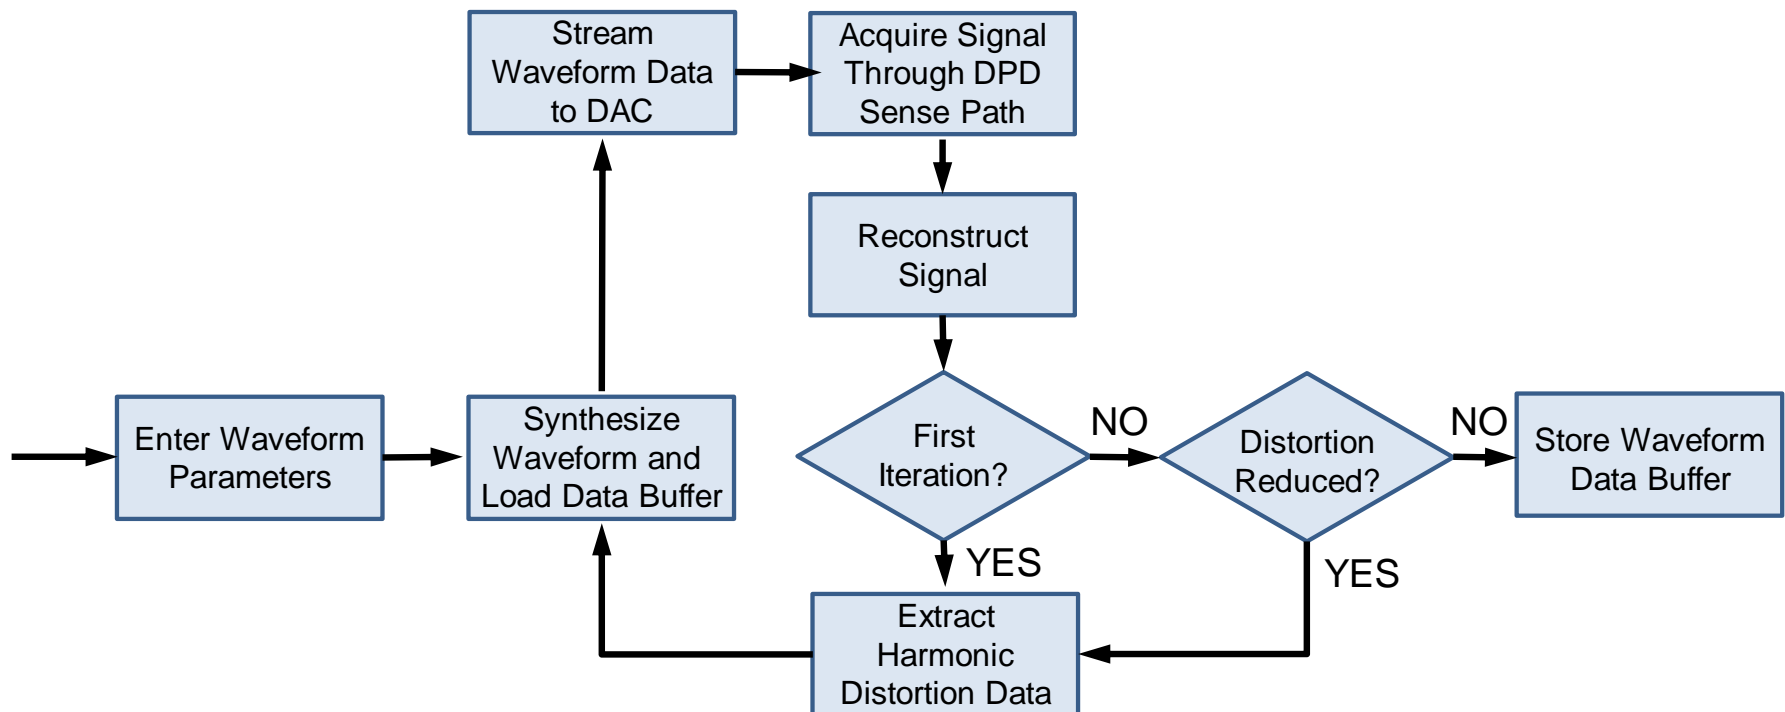 Stream
Waveform Data
to DAC
Acquire Signal
Through DPD
Sense Path
Reconstruct
Signal
Enter Waveform
Parameters
Synthesize
Waveform and
Load Data Buffer
First
Iteration?
NO
Distortion
Reduced?
NO
Store Waveform
Data Buffer
YES
YES
Extract
Harmonic
Distortion Data